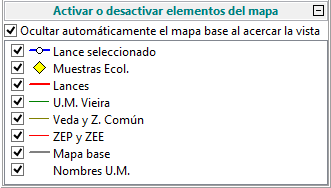 Activar o desactivar elementos del mapa
Ocultar automáticamente el mapa base al acercar la vista
Lance seleccionado
Muestras Ecol.
Lances
U.M. Vieira
Veda y Z. Común
ZEP y ZEE
Mapa base
Nombres U.M.